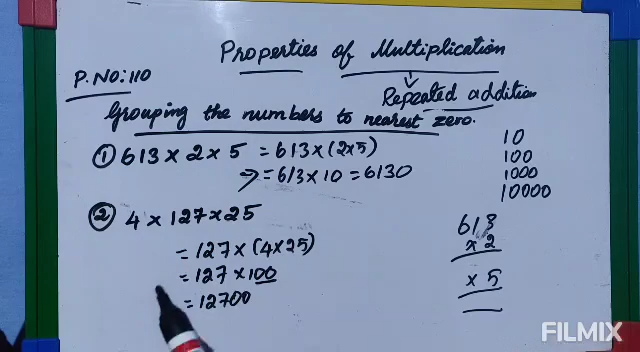 Properties of Multiplication
P.NO:110
Repeated addition
Grouping the numbers to nearest zero.
① 613 × 2 × 5 = 613 × (2×5)
= 613 × 10 = 6130
10
100
1000
10000
② 4 × 127 × 25
= 127 × (4 × 25)
= 127 × 100
= 12700
613
× 2
× 5
FILMIX